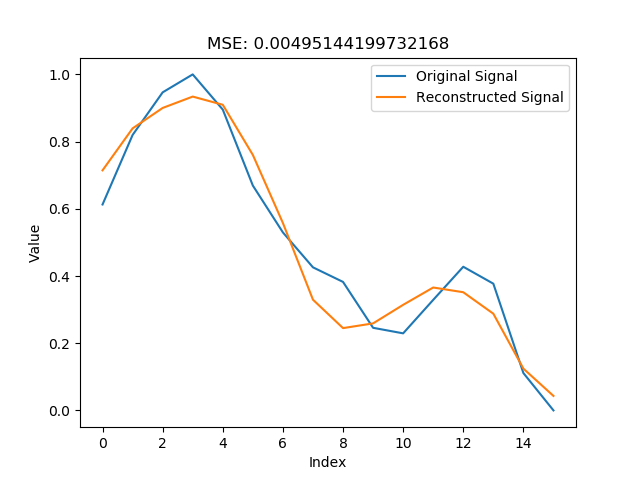 MSE: 0.00495144199732168
Original Signal
Reconstructed Signal
1.0
0.8
0.6
0.4
0.2
0.0
Value
0 2 4 6 8 10 12 14
Index